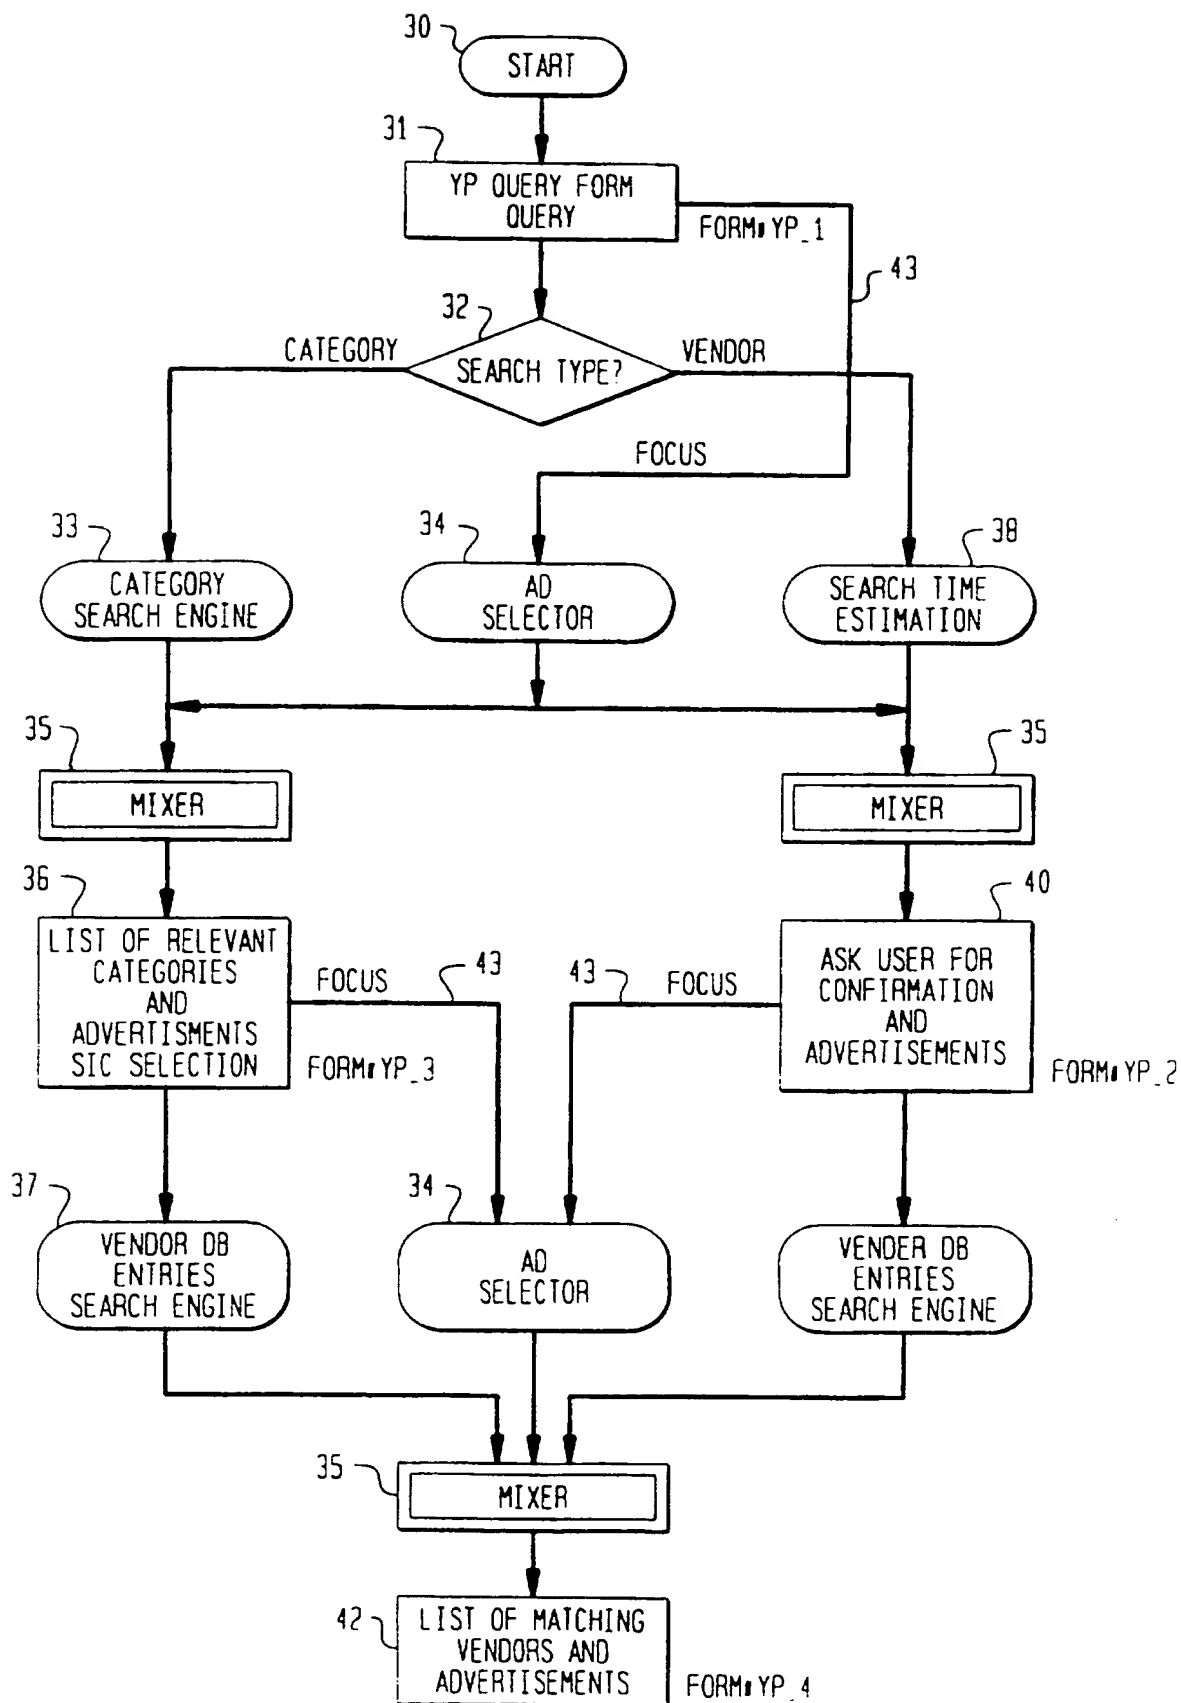 30
START
31
YP QUERY FORM
QUERY
FORM#YP_1
43
32
CATEGORY
SEARCH TYPE?
VENDOR
FOCUS
33
CATEGORY
SEARCH ENGINE
34
AD
SELECTOR
38
SEARCH TIME
ESTIMATION
35
MIXER
35
MIXER
36
LIST OF RELEVANT
CATEGORIES
AND
ADVERTISMENTS
SIC SELECTION
FOCUS
43
FORM#YP_3
43
FOCUS
40
ASK USER FOR
CONFIRMATION
AND
ADVERTISEMENTS
FORM#YP_2
37
VENDOR DB
ENTRIES
SEARCH ENGINE
34
AD
SELECTOR
VENDER DB
ENTRIES
SEARCH ENGINE
35
MIXER
42
LIST OF MATCHING
VENDORS AND
ADVERTISEMENTS
FORM#YP_4